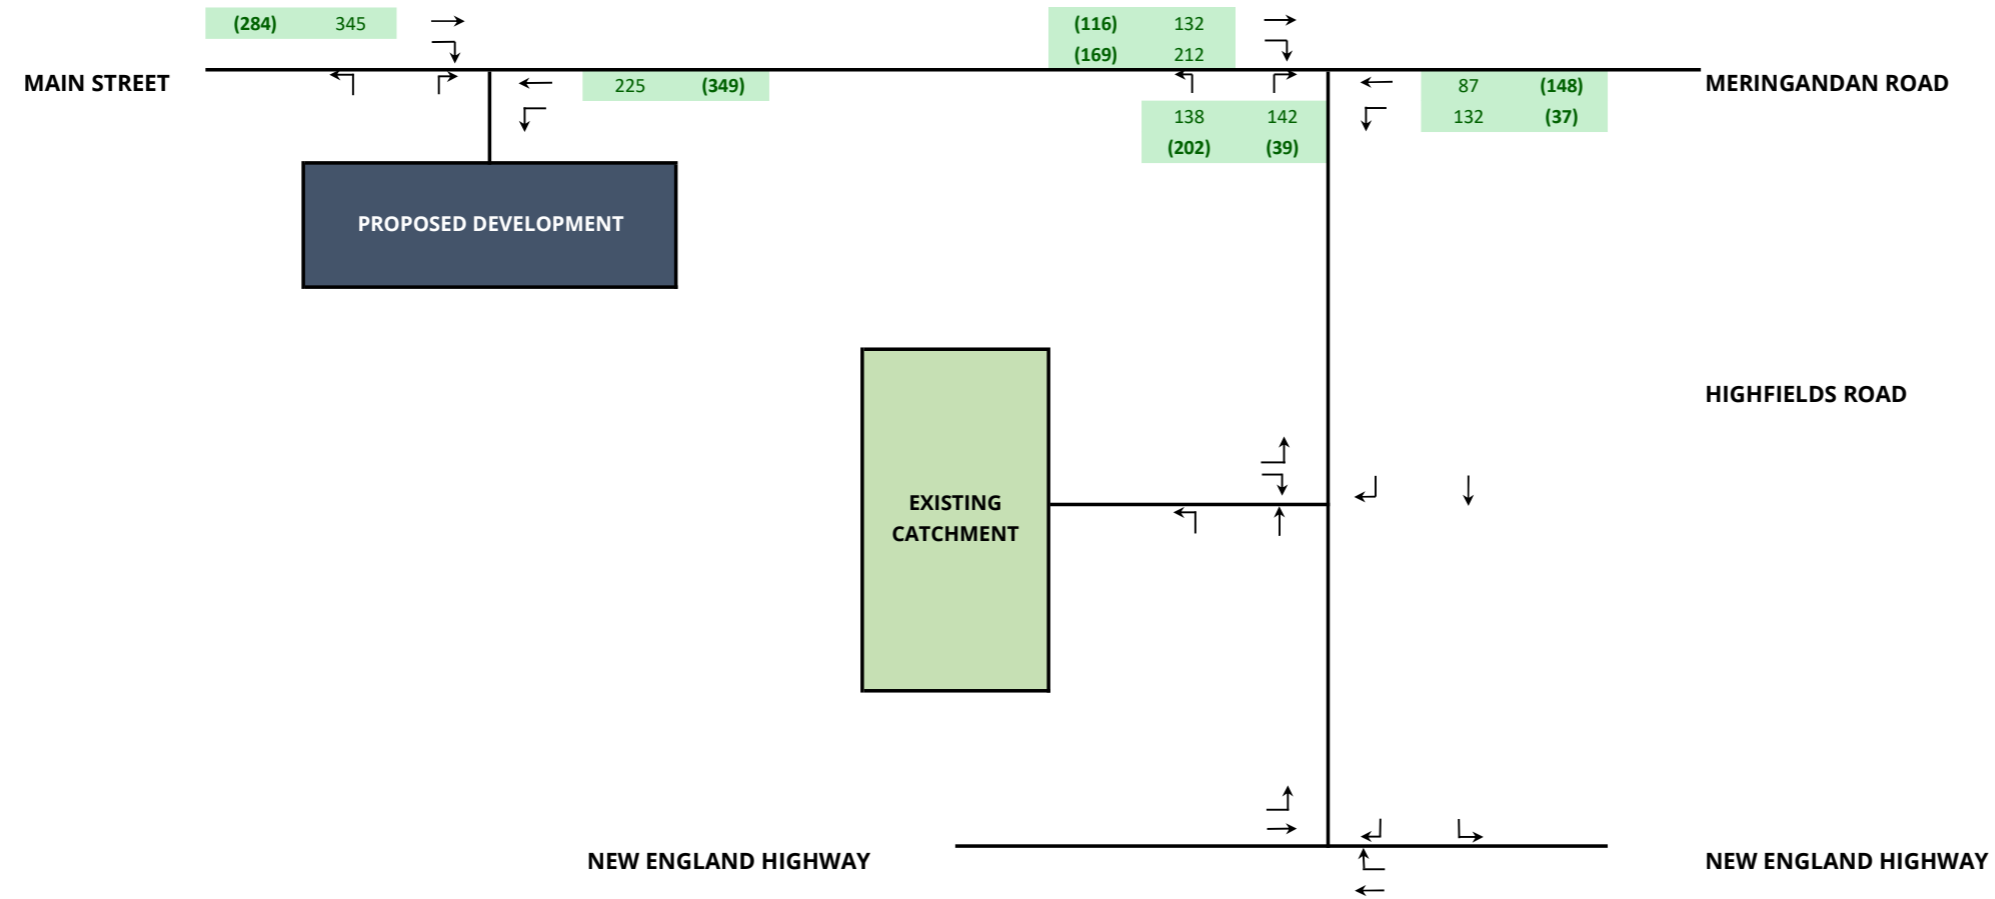 (284) 345
(116) 132
(169) 212
MAIN STREET
225 (349)
87 (148)
MERINGANDAN ROAD
138 142
132 (37)
(202) (39)
PROPOSED DEVELOPMENT
HIGHFIELDS ROAD
EXISTING
CATCHMENT
NEW ENGLAND HIGHWAY
NEW ENGLAND HIGHWAY